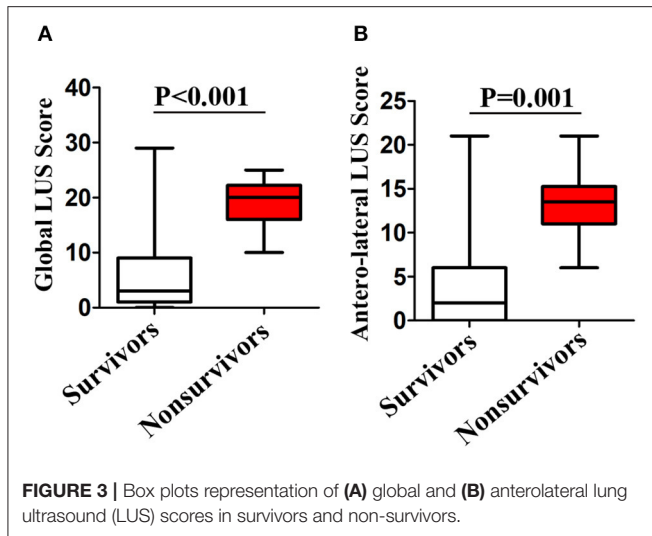 A
B
Global LUS Score
40
30
20
10
0
P<0.001
Survivors
Nonsurvivors
Antero-lateral LUS Score
25
20
15
10
5
0
P=0.001
Survivors
Nonsurvivors
FIGURE 3 | Box plots representation of (A) global and (B) anterolateral lung
ultrasound (LUS) scores in survivors and non-survivors.